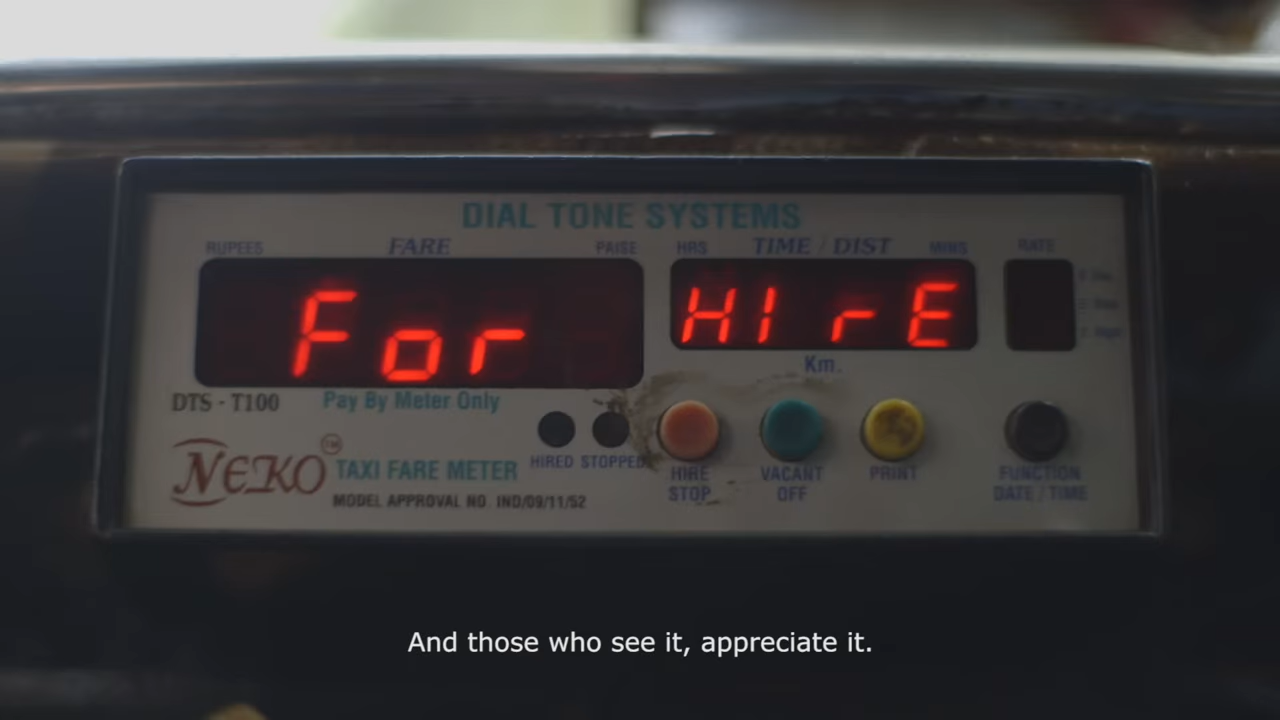 DIAL TONE SYSTEMS
RUPEES FARE PAISE HRS TIME / DIST MINS RATE
For HIrE
Km.
DTS - T100 Pay By Meter Only
NEKO TM TAXI FARE METER
HIRED STOPPED HIRE STOP VACANT OFF PRINT FUNCTION DATE / TIME
MODEL APPROVAL NO IND/09/11/52
And those who see it, appreciate it.